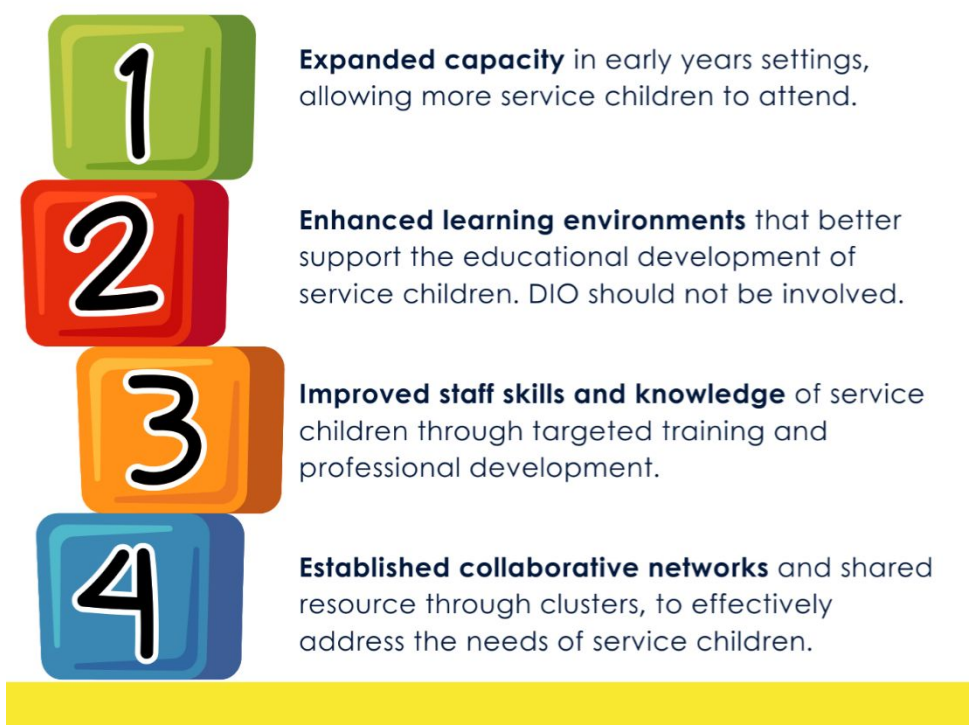 1
Expanded capacity in early years settings,
allowing more service children to attend.
2
Enhanced learning environments that better
support the educational development of
service children. DIO should not be involved.
3
Improved staff skills and knowledge of service
children through targeted training and
professional development.
4
Established collaborative networks and shared
resource through clusters, to effectively
address the needs of service children.